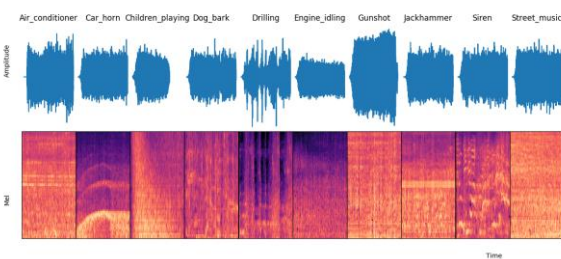 Air_conditioner Car_horn Children_playing Dog_bark Drilling Engine_idling Gunshot Jackhammer Siren Street_music
Amplitude
Mel
Time